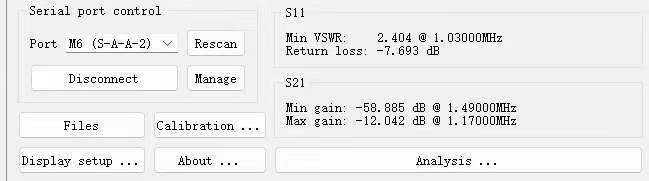 Serial port control
Port M6 (S-A-A-2) Rescan
Disconnect Manage
Files Calibration ...
Display setup ... About ...
S11
Min VSWR: 2.404 @ 1.03000MHz
Return loss: -7.693 dB
S21
Min gain: -58.885 dB @ 1.49000MHz
Max gain: -12.042 dB @ 1.17000MHz
Analysis ...